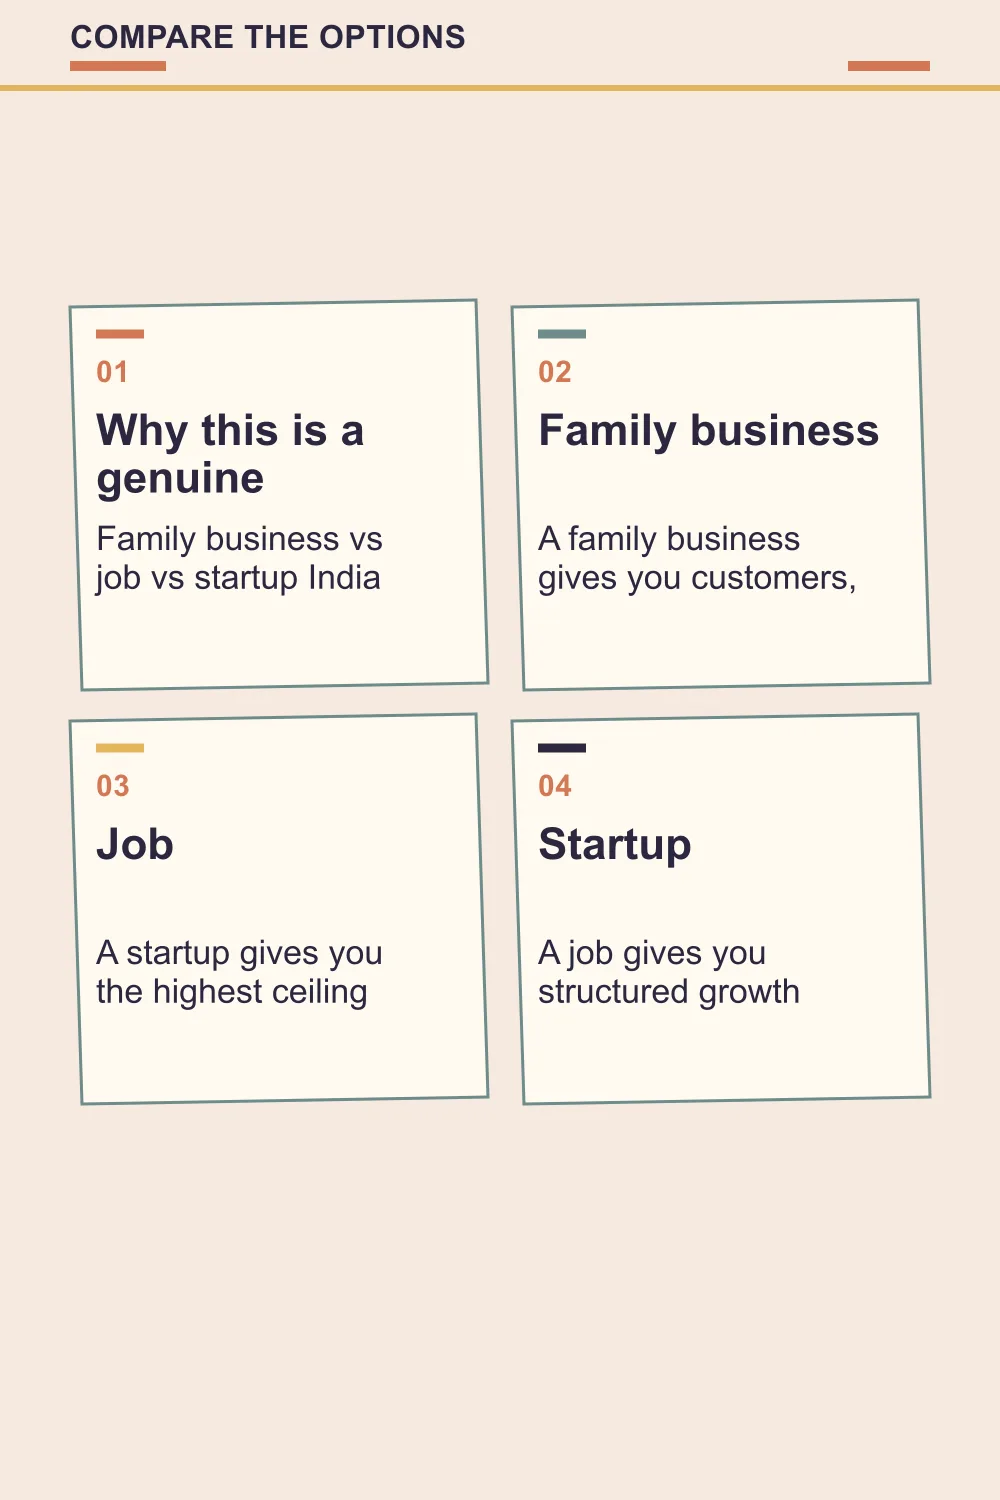 COMPARE THE OPTIONS
01
Why this is a
genuine
Family business vs
job vs startup India
02
Family business
A family business
gives you customers,
03
Job
A startup gives you
the highest ceiling
04
Startup
A job gives you
structured growth